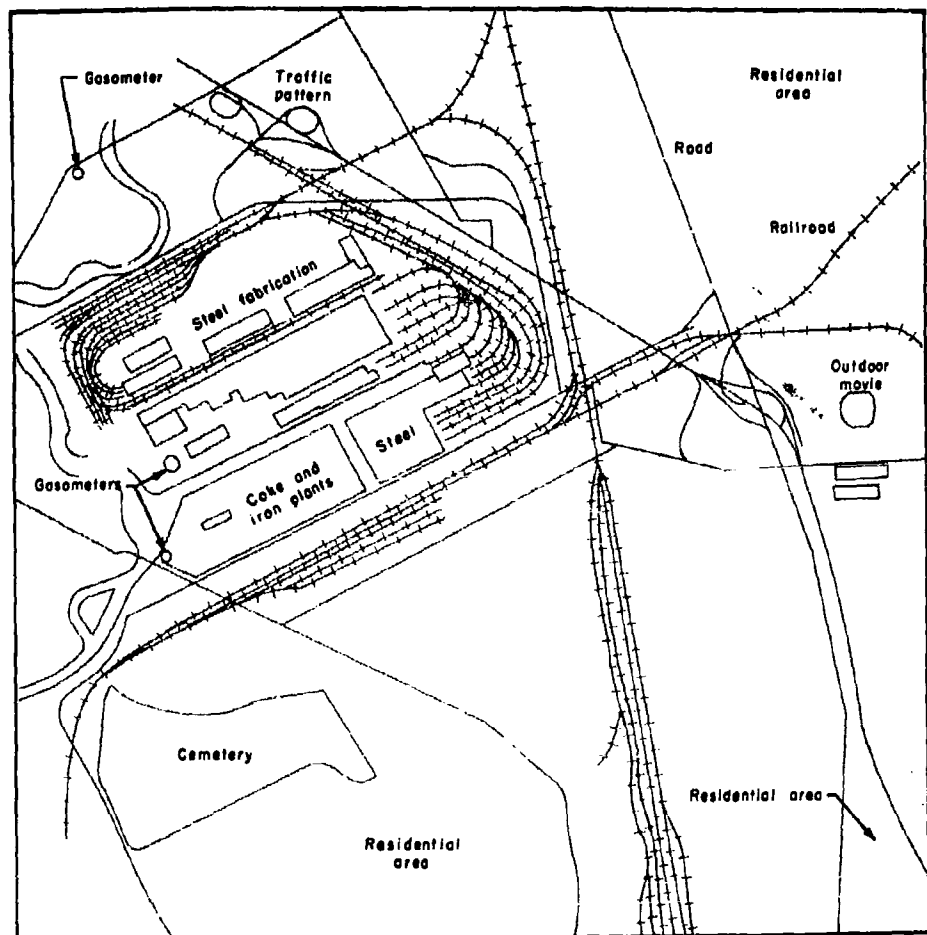 Gasometer
Traffic
pattern
Residential
area
Road
Railroad
Steel fabrication
Outdoor
movie
Steel
Gasometers
Coke and
iron plants
Cemetery
Residential area
Residential
area